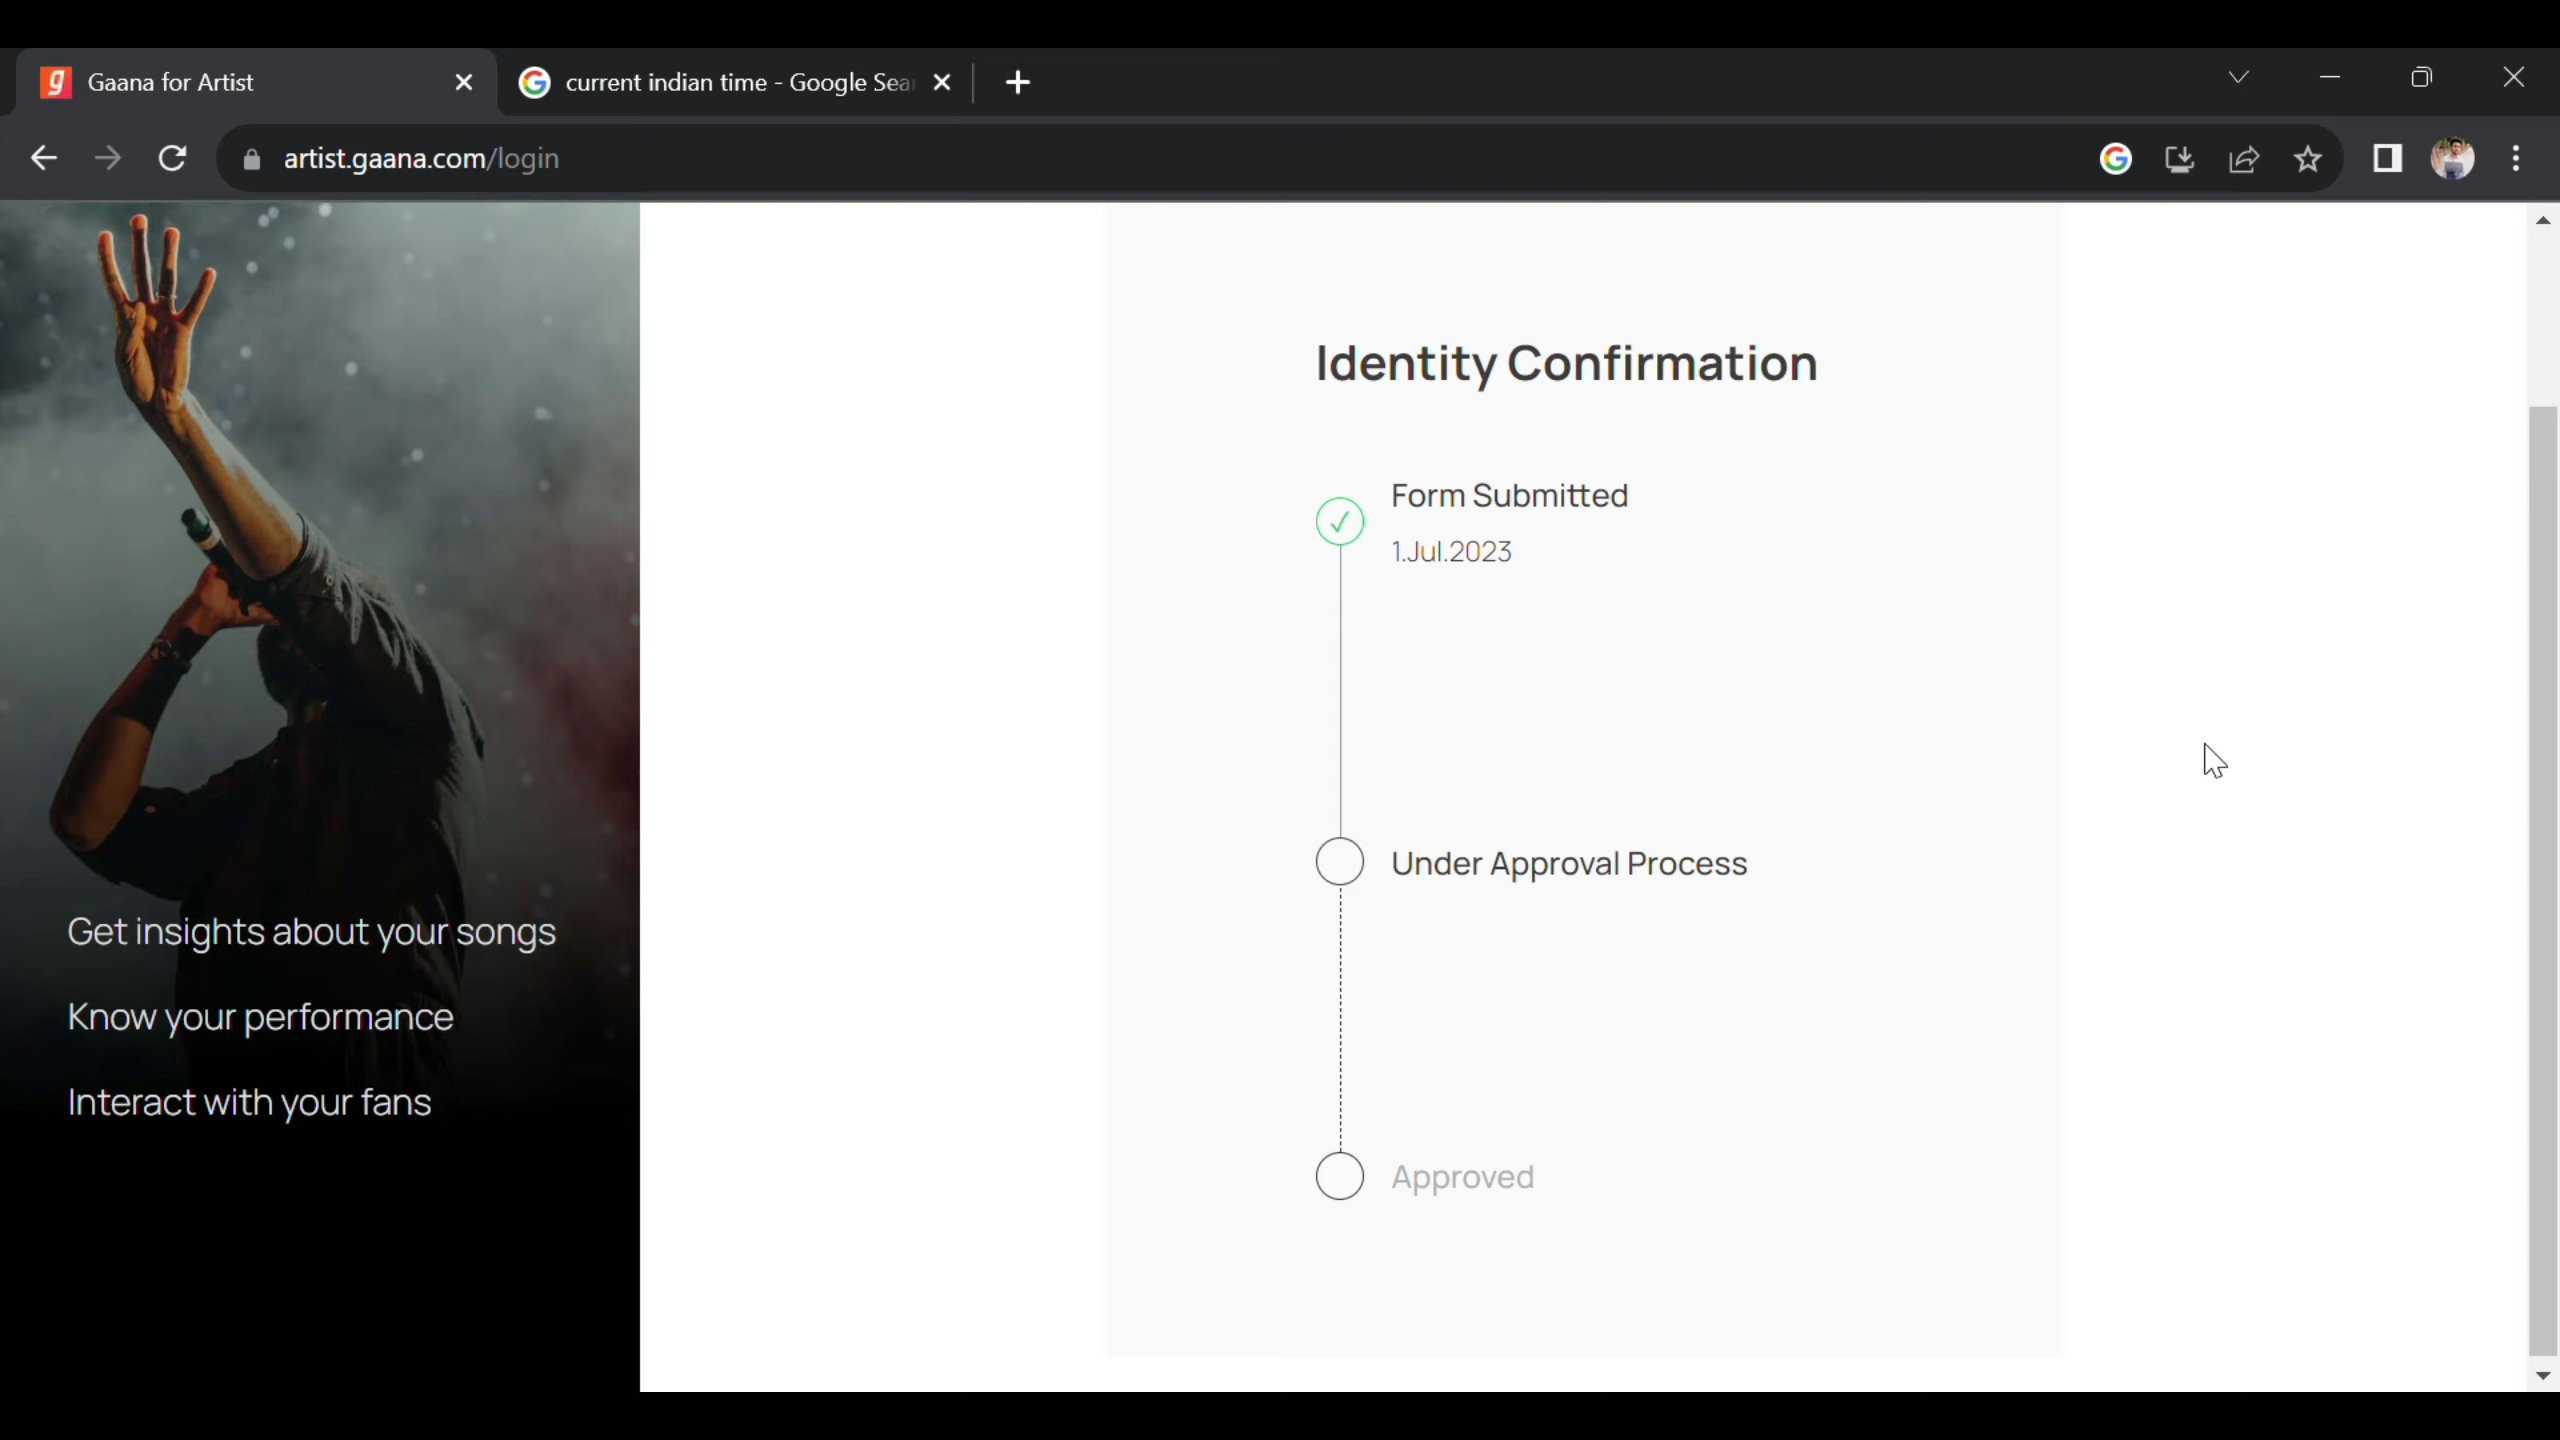 Gaana for Artist
current indian time - Google Sea
artist.gaana.com/login
Identity Confirmation
Form Submitted
1.Jul.2023
Under Approval Process
Approved
Get insights about your songs
Know your performance
Interact with your fans